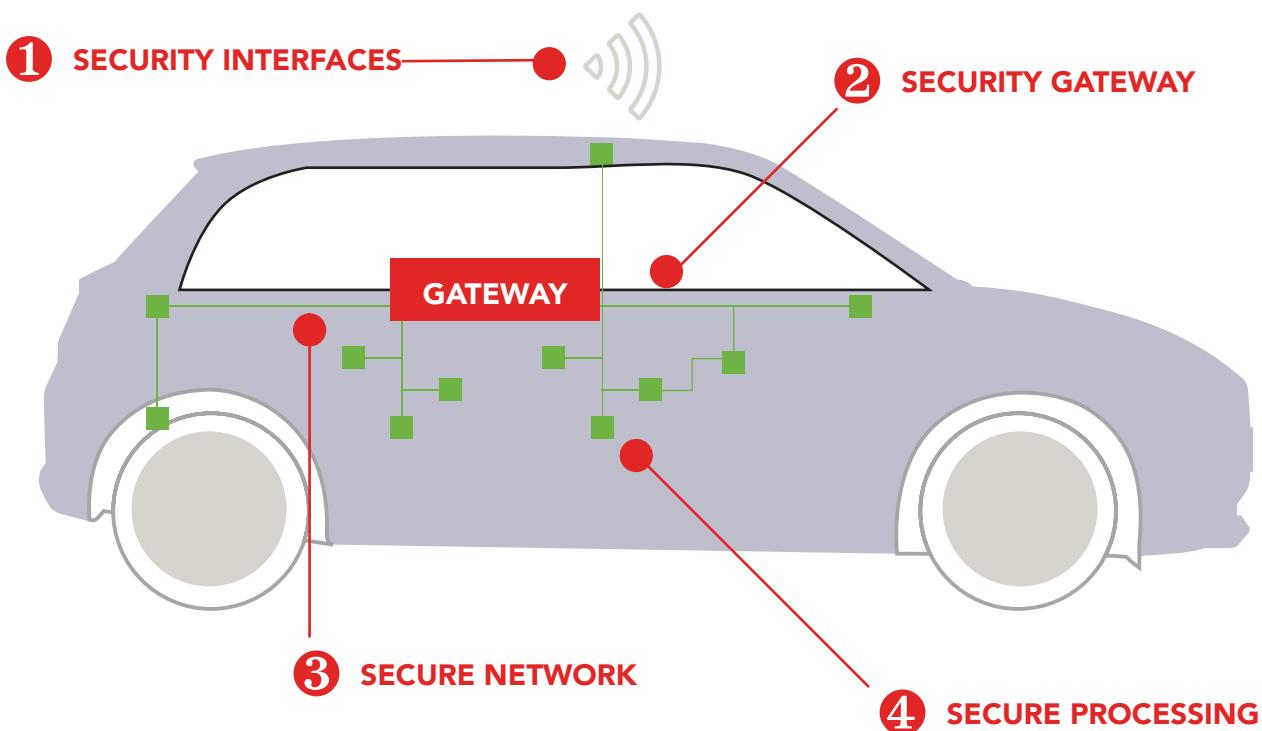 1 SECURITY INTERFACES
2 SECURITY GATEWAY
GATEWAY
3 SECURE NETWORK
4 SECURE PROCESSING